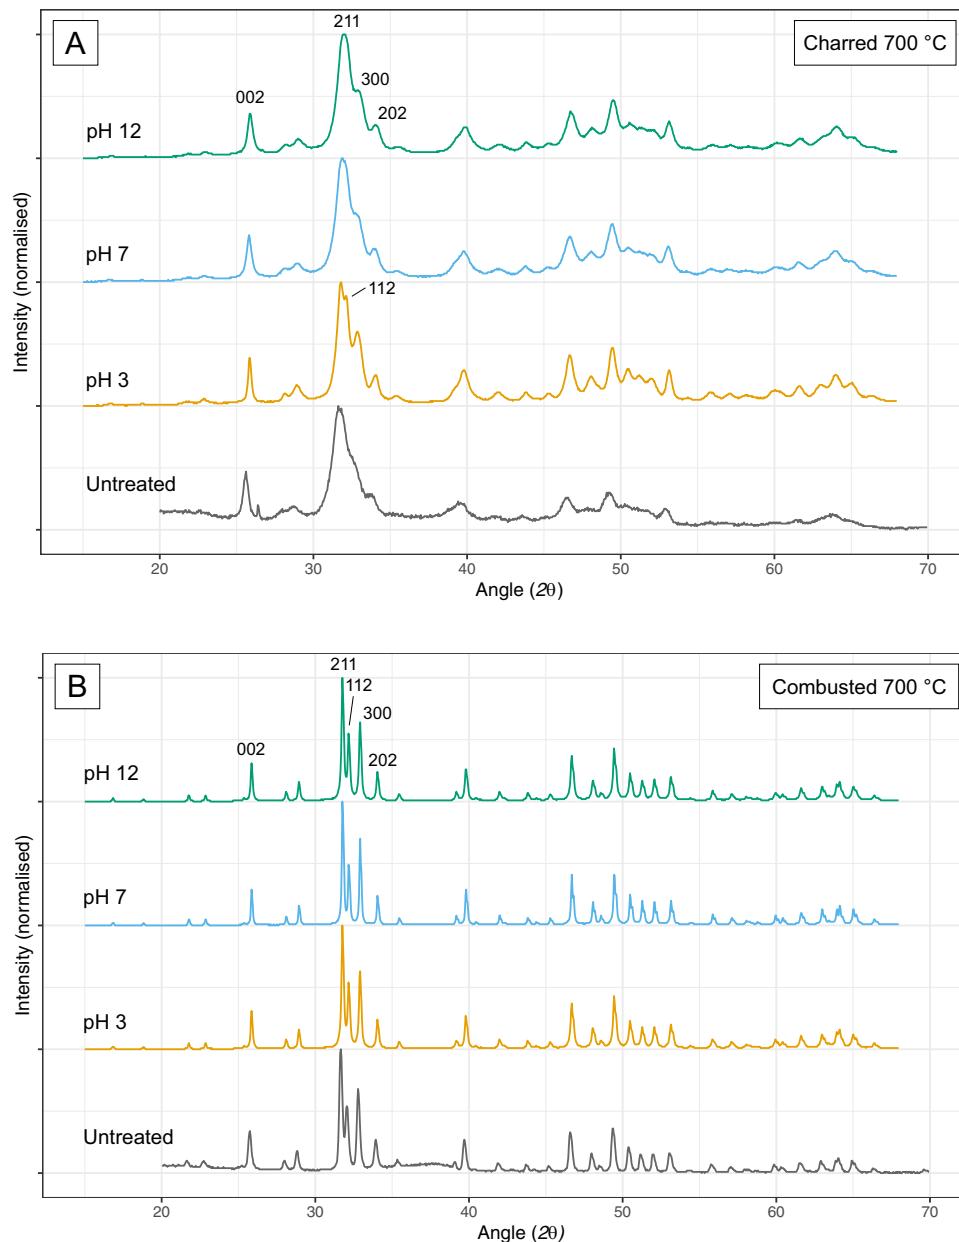 A
211
Charred 700 °C
300
002
202
pH 12
pH 7
112
pH 3
Untreated
Intensity (normalised)
20 30 40 50 60 70
Angle (2θ)
B
211
Combusted 700 °C
112
300
002
202
pH 12
pH 7
pH 3
Untreated
Intensity (normalised)
20 30 40 50 60 70
Angle (2θ)